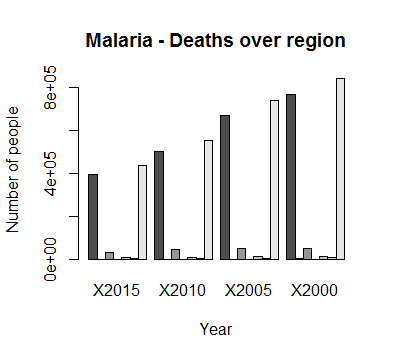 Malaria - Deaths over region
Number of people
8e+05
4e+05
0e+00
X2015 X2010 X2005 X2000
Year